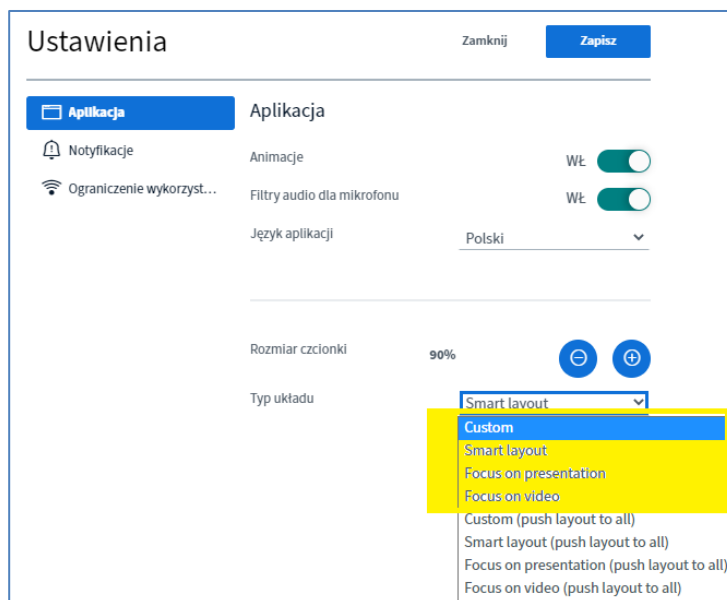 Ustawienia
Zamknij
Zapisz
Aplikacja
Notyfikacje
Ograniczenie wykorzyst...
Aplikacja
Animacje
WŁ
Filtry audio dla mikrofonu
WŁ
Język aplikacji
Polski
Rozmiar czcionki
90%
Typ układu
Smart layout
Custom
Smart layout
Focus on presentation
Focus on video
Custom (push layout to all)
Smart layout (push layout to all)
Focus on presentation (push layout to all)
Focus on video (push layout to all)